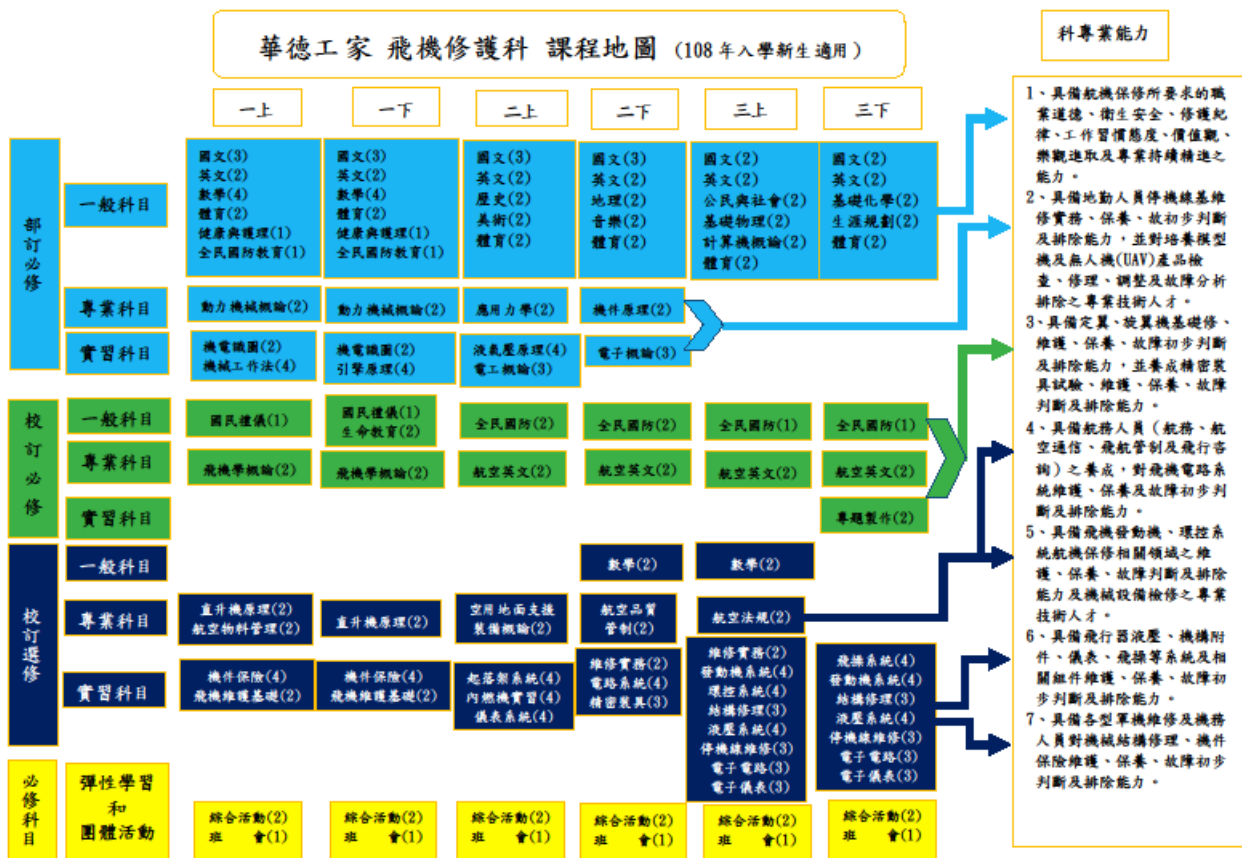 華德工家 飛機修護科 課程地圖 (108年入學新生適用)
科專業能力
一上
一下
二上
二下
三上
三下
部訂必修
一般科目
國文(3)
英文(2)
數學(4)
體育(2)
健康與護理(1)
全民國防教育(1)
國文(3)
英文(2)
數學(4)
體育(2)
健康與護理(1)
全民國防教育(1)
國文(3)
英文(2)
歷史(2)
美術(2)
體育(2)
國文(3)
英文(2)
地理(2)
音樂(2)
體育(2)
國文(2)
英文(2)
公民與社會(2)
基礎物理(2)
計算機概論(2)
體育(2)
國文(2)
英文(2)
基礎化學(2)
生涯規劃(2)
體育(2)
專業科目
動力機械概論(2)
動力機械概論(2)
應用力學(2)
機件原理(2)
實習科目
機電識圖(2)
機械工作法(4)
機電識圖(2)
引擎原理(4)
液氣壓原理(4)
電工概論(3)
電子概論(3)
校訂必修
一般科目
國民禮儀(1)
國民禮儀(1)
生命教育(2)
全民國防(2)
全民國防(2)
全民國防(1)
全民國防(1)
專業科目
飛機學概論(2)
飛機學概論(2)
航空英文(2)
航空英文(2)
航空英文(2)
航空英文(2)
實習科目
專題製作(2)
校訂選修
一般科目
數學(2)
數學(2)
專業科目
直升機原理(2)
航空物料管理(2)
直升機原理(2)
空用地面支援
裝備概論(2)
航空品質
管制(2)
航空法規(2)
實習科目
機件保險(4)
飛機維護基礎(2)
機件保險(4)
飛機維護基礎(2)
起落架系統(4)
內燃機實習(4)
儀表系統(4)
維修實務(2)
電路系統(4)
精密裝具(3)
維修實務(2)
發動機系統(4)
環控系統(4)
結構修理(3)
液壓系統(4)
停機線維修(3)
電子電路(3)
電子儀表(3)
飛操系統(4)
發動機系統(4)
結構修理(3)
液壓系統(4)
停機線維修(3)
電子電路(3)
電子儀表(3)
必修科目
彈性學習
和
團體活動
綜合活動(2)
班 會(1)
綜合活動(2)
班 會(1)
綜合活動(2)
班 會(1)
綜合活動(2)
班 會(1)
綜合活動(2)
班 會(1)
綜合活動(2)
班 會(1)
1、具備航機保修所要求的職
業道德、衛生安全、修護紀
律、工作習慣態度、價值觀、
樂觀進取及專業持續精進之
能力。
2、具備地勤人員停機線基維
修實務、保養、故初步判斷
及排除能力，並對培養模型
機及無人機(UAV)產品檢
查、修理、調整及故障分析
排除之專業技術人才。
3、具備定翼、旋翼機基礎修、
維護、保養、故障初步判斷
及排除能力，並養成精密裝
具試驗、維護、保養、故障
判斷及排除能力。
4、具備航務人員（航務、航
空通信、飛航管制及飛行咨
詢）之養成，對飛機電路系
統維護、保養及故障初步判
斷及排除能力。
5、具備飛機發動機、環控系
統航機保修相關領域之維
護、保養、故障判斷及排除
能力及機械設備檢修之專業
技術人才。
6、具備飛行器液壓、機構附
件、儀表、飛操等系統及相
關組件維護、保養、故障初
步判斷及排除能力。
7、具備各型軍機維修及機務
人員對機械結構修理、機件
保險維護、保養、故障初步
判斷及排除能力。